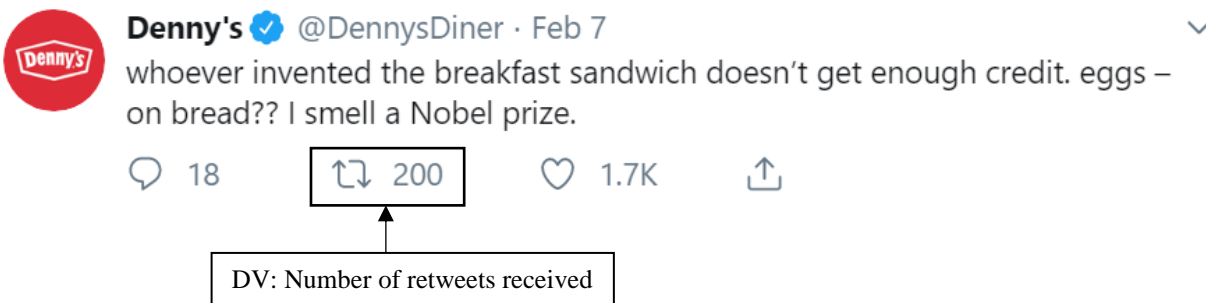 Denny's @DennysDiner · Feb 7
Denny's
whoever invented the breakfast sandwich doesn’t get enough credit. eggs –
on bread?? I smell a Nobel prize.
18 200 1.7K
DV: Number of retweets received